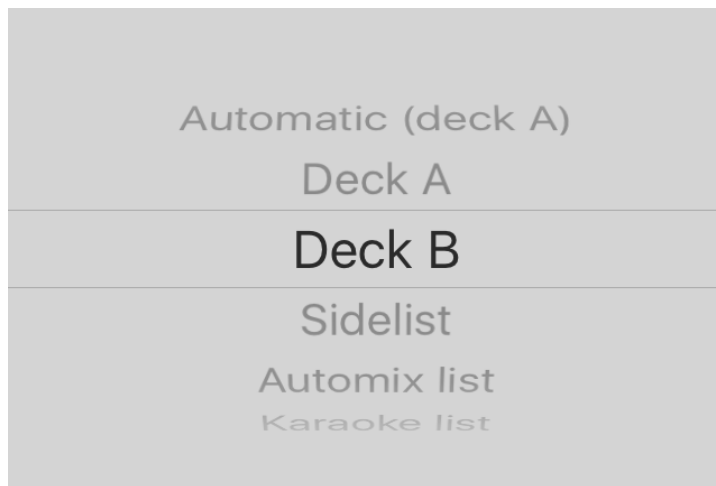 Automatic (deck A)
Deck A
Deck B
Sidelist
Automix list
Karaoke list